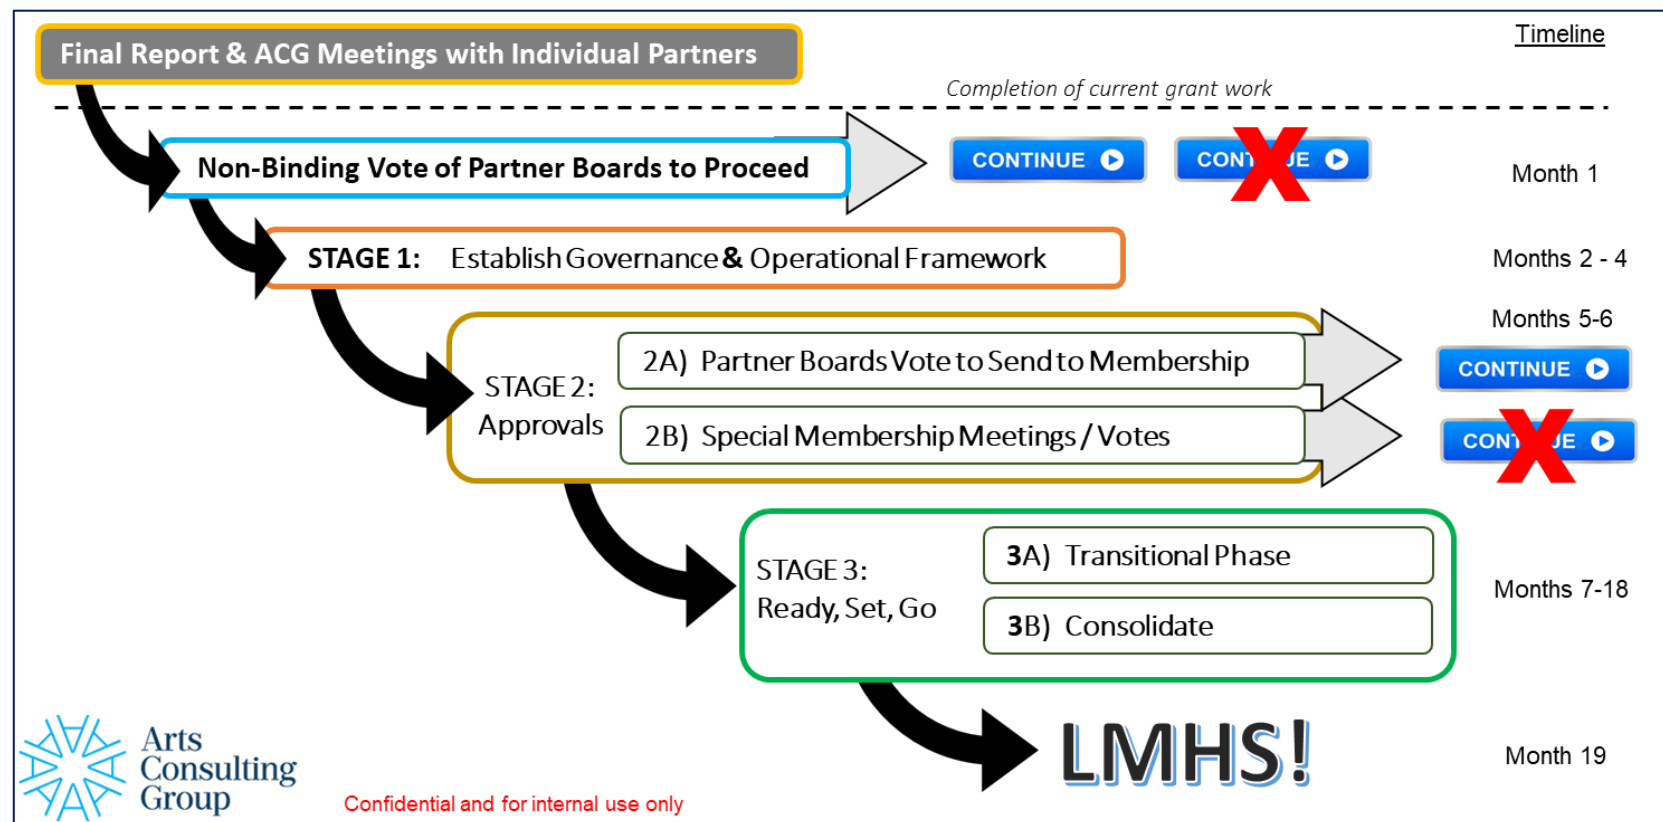 Timeline
Final Report & ACG Meetings with Individual Partners
Completion of current grant work
Non-Binding Vote of Partner Boards to Proceed
CONTINUE
CONTINUE
Month 1
STAGE 1: Establish Governance & Operational Framework
Months 2 - 4
Months 5-6
2A) Partner Boards Vote to Send to Membership
CONTINUE
STAGE 2:
Approvals
2B) Special Membership Meetings / Votes
CONTINUE
3A) Transitional Phase
STAGE 3:
Ready, Set, Go
Months 7-18
3B) Consolidate
LMHS!
Month 19
Arts
Consulting
Group
Confidential and for internal use only